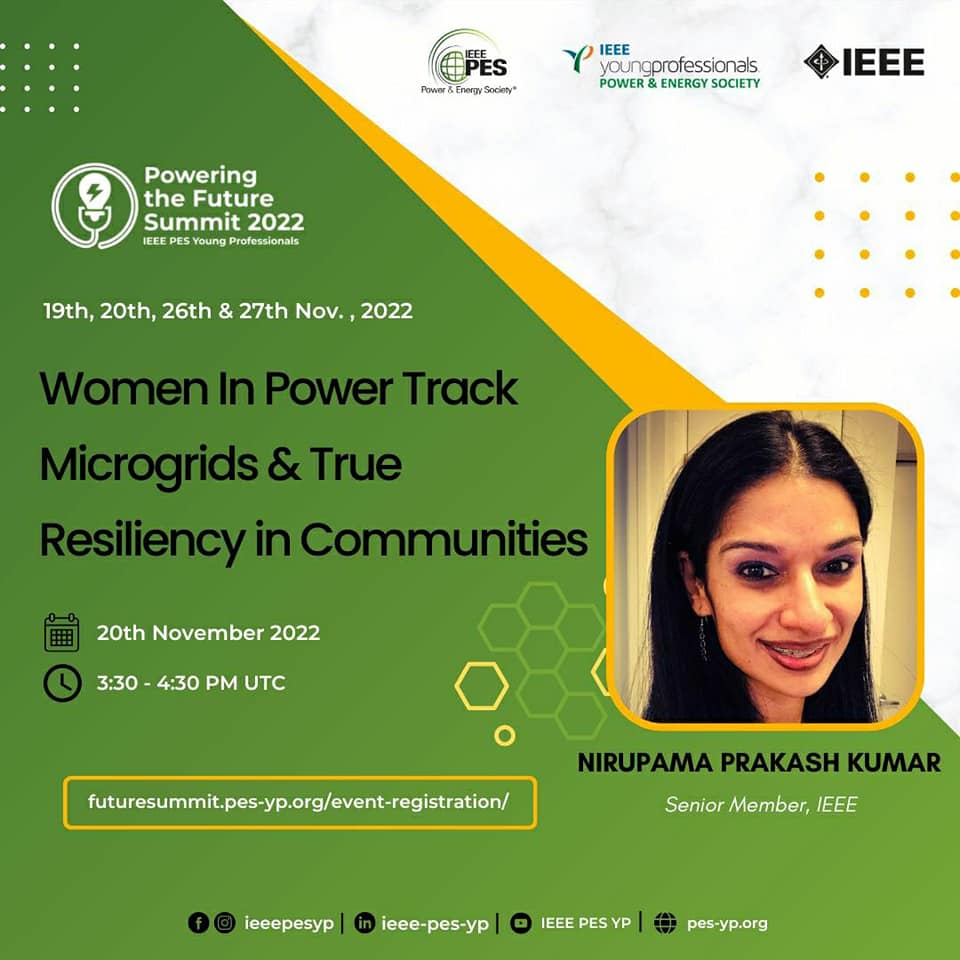 IEEE
PES
Power & Energy Society®
IEEE
youngprofessionals
POWER & ENERGY SOCIETY
IEEE
Powering
the Future
Summit 2022
IEEE PES Young Professionals
19th, 20th, 26th & 27th Nov. , 2022
Women In Power Track
Microgrids & True
Resiliency in Communities
20th November 2022
3:30 - 4:30 PM UTC
NIRUPAMA PRAKASH KUMAR
Senior Member, IEEE
futuresummit.pes-yp.org/event-registration/
ieeepesyp | ieee-pes-yp | IEEE PES YP | pes-yp.org